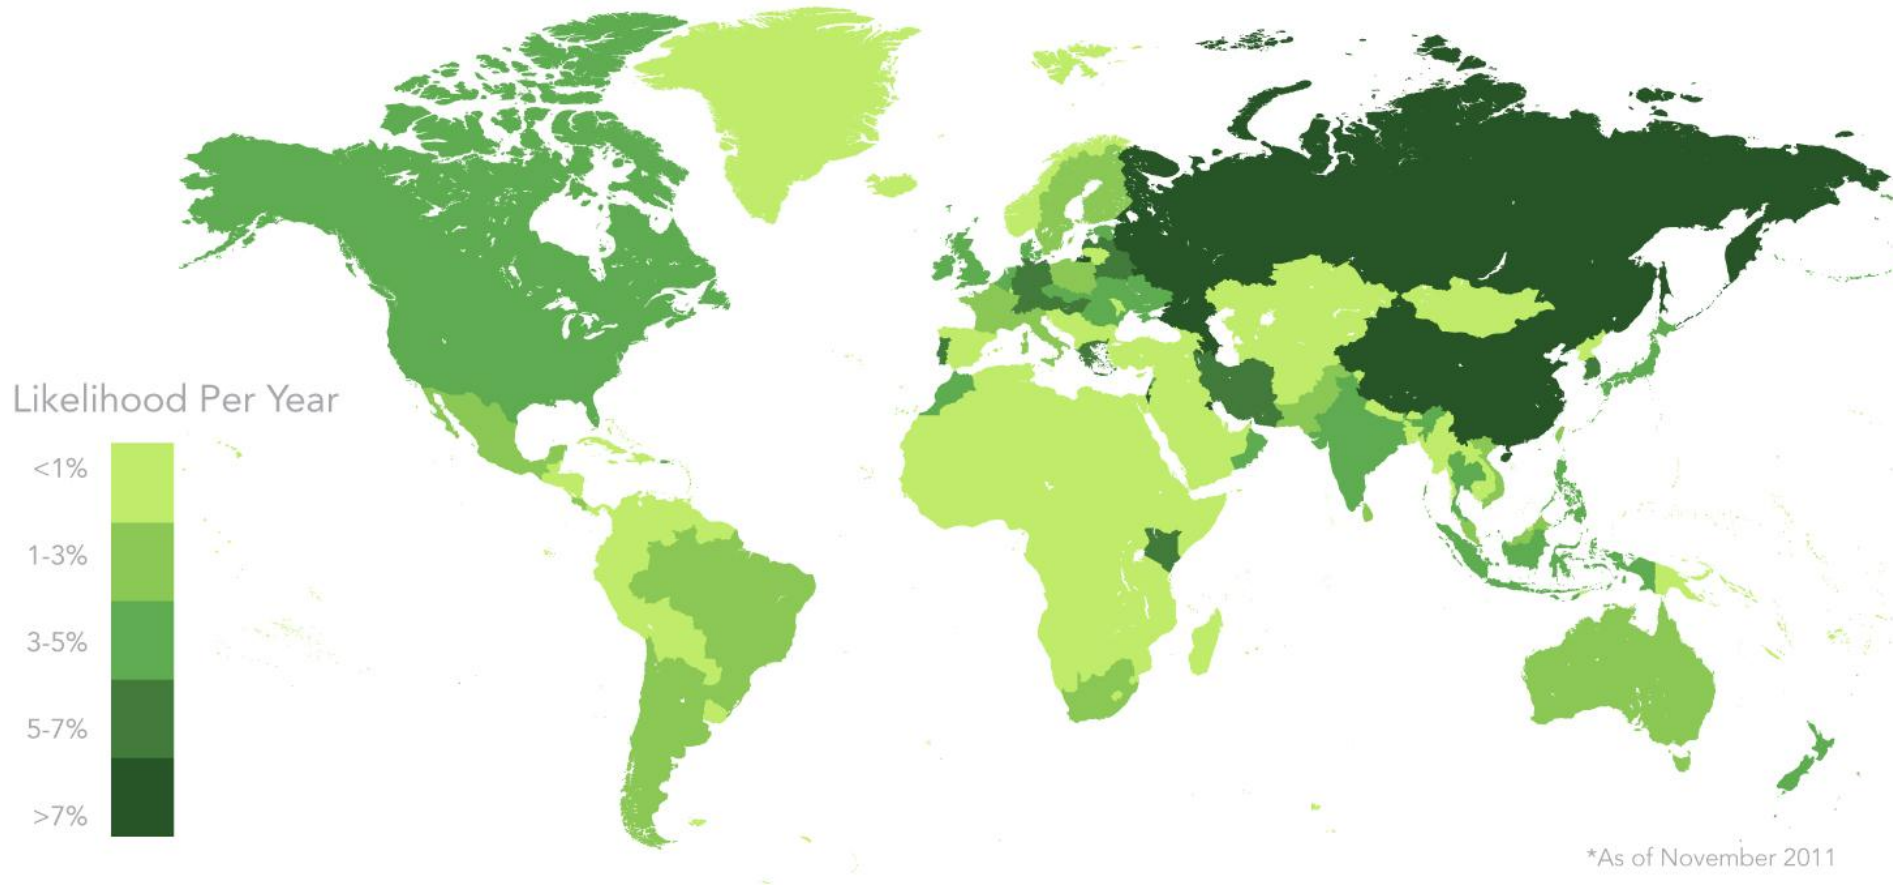 Likelihood Per Year
<1%
1-3%
3-5%
5-7%
>7%
*As of November 2011